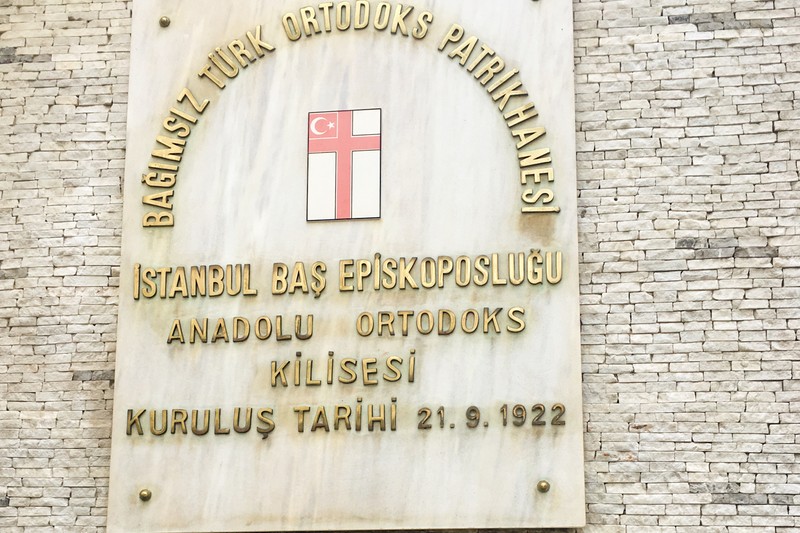 BAĞIMSIZ TÜRK ORTODOKS PATRİKHANESİ
İSTANBUL BAŞ EPİSKOPOSLUĞU
ANADOLU ORTODOKS
KİLİSESİ
KURULUŞ TARİHİ 21.9.1922